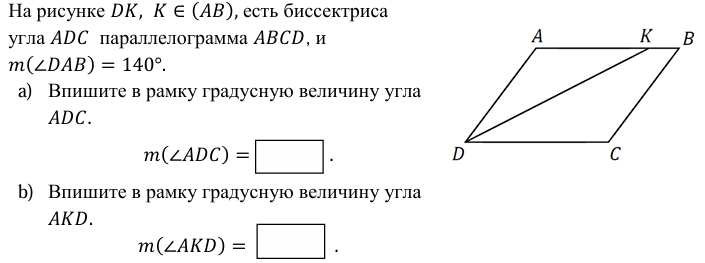 На рисунке DK, K ∈ (AB), есть биссектриса
угла ADC параллелограмма ABCD, и
m(∠DAB) = 140°.
a) Впишите в рамку градусную величину угла
ADC.
m(∠ADC) = .
b) Впишите в рамку градусную величину угла
AKD.
m(∠AKD) = .
A K B
D C